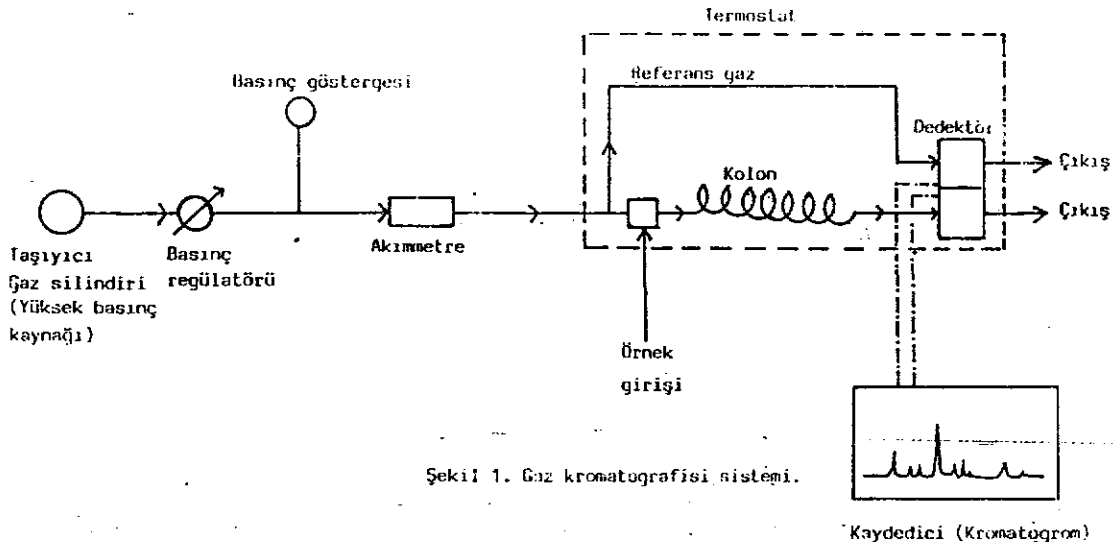 Termostat
Basınç göstergesi
Referans gaz
Dedektör
Kolon
Çıkış
Çıkış
Akımmetre
Taşıyıcı
Gaz silindiri
(Yüksek basınç
kaynağı)
Basınç
regülatörü
Örnek
girişi
Şekil 1. Gaz kromatografisi sistemi.
Kaydedici (Kromatogrom)